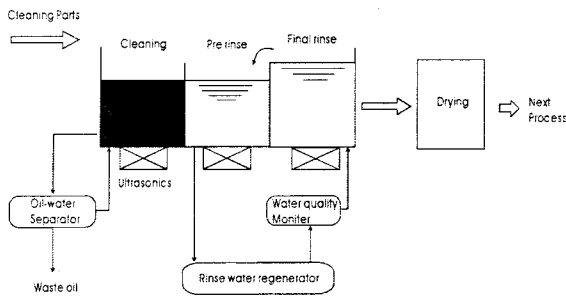 Cleaning Parts
Cleaning
Pre rinse
Final rinse
Drying
Next
Process
Ultrasonics
Oil-water
Separator
Water quality
Moniter
Rinse water regenerator
Waste oil